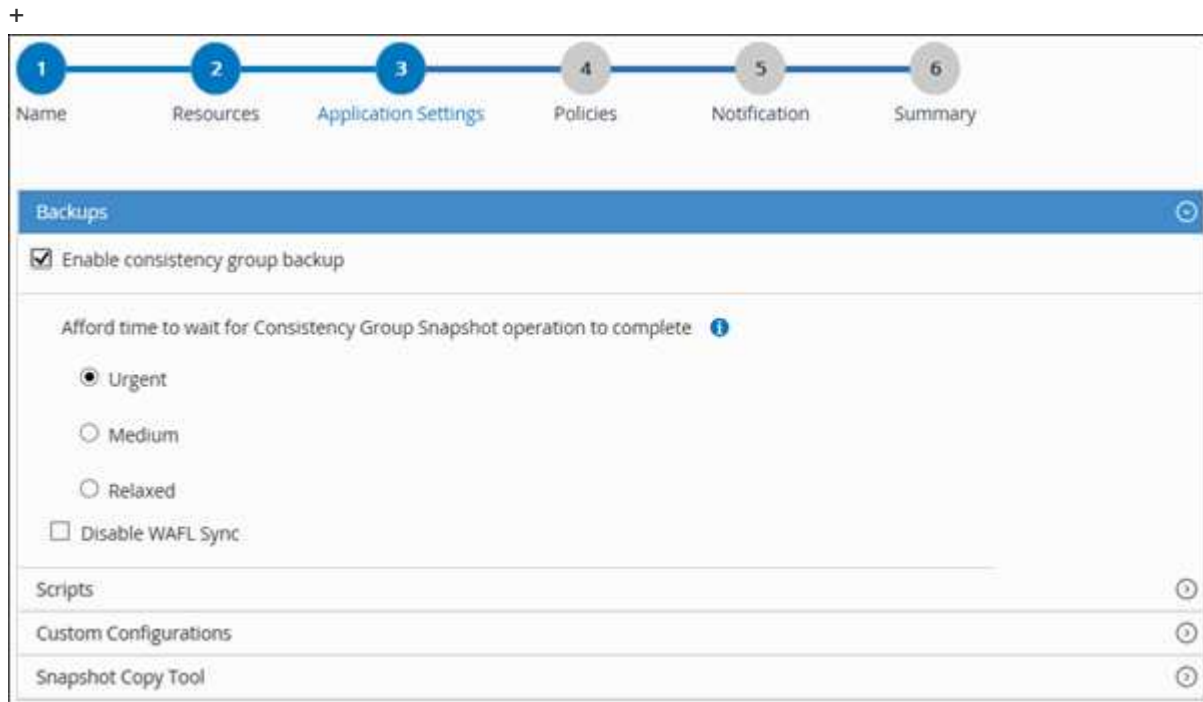 +
1 2 3 4 5 6
Name Resources Application Settings Policies Notification Summary
Backups
Enable consistency group backup
Afford time to wait for Consistency Group Snapshot operation to complete
Urgent
Medium
Relaxed
Disable WAFL Sync
Scripts
Custom Configurations
Snapshot Copy Tool